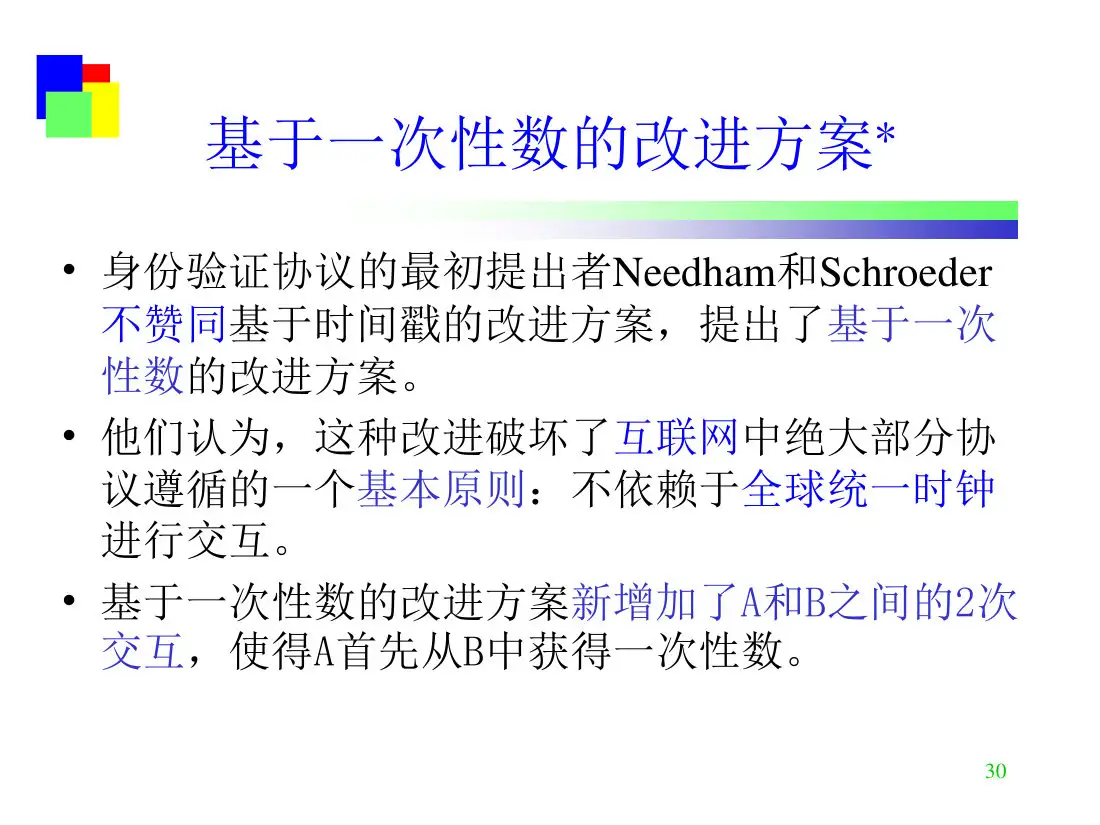 基于一次性数的改进方案*
• 身份验证协议的最初提出者Needham和Schroeder
不赞同基于时间戳的改进方案，提出了基于一次
性数的改进方案。
• 他们认为，这种改进破坏了互联网中绝大部分协
议遵循的一个基本原则：不依赖于全球统一时钟
进行交互。
• 基于一次性数的改进方案新增加了A和B之间的2次
交互，使得A首先从B中获得一次性数。
30